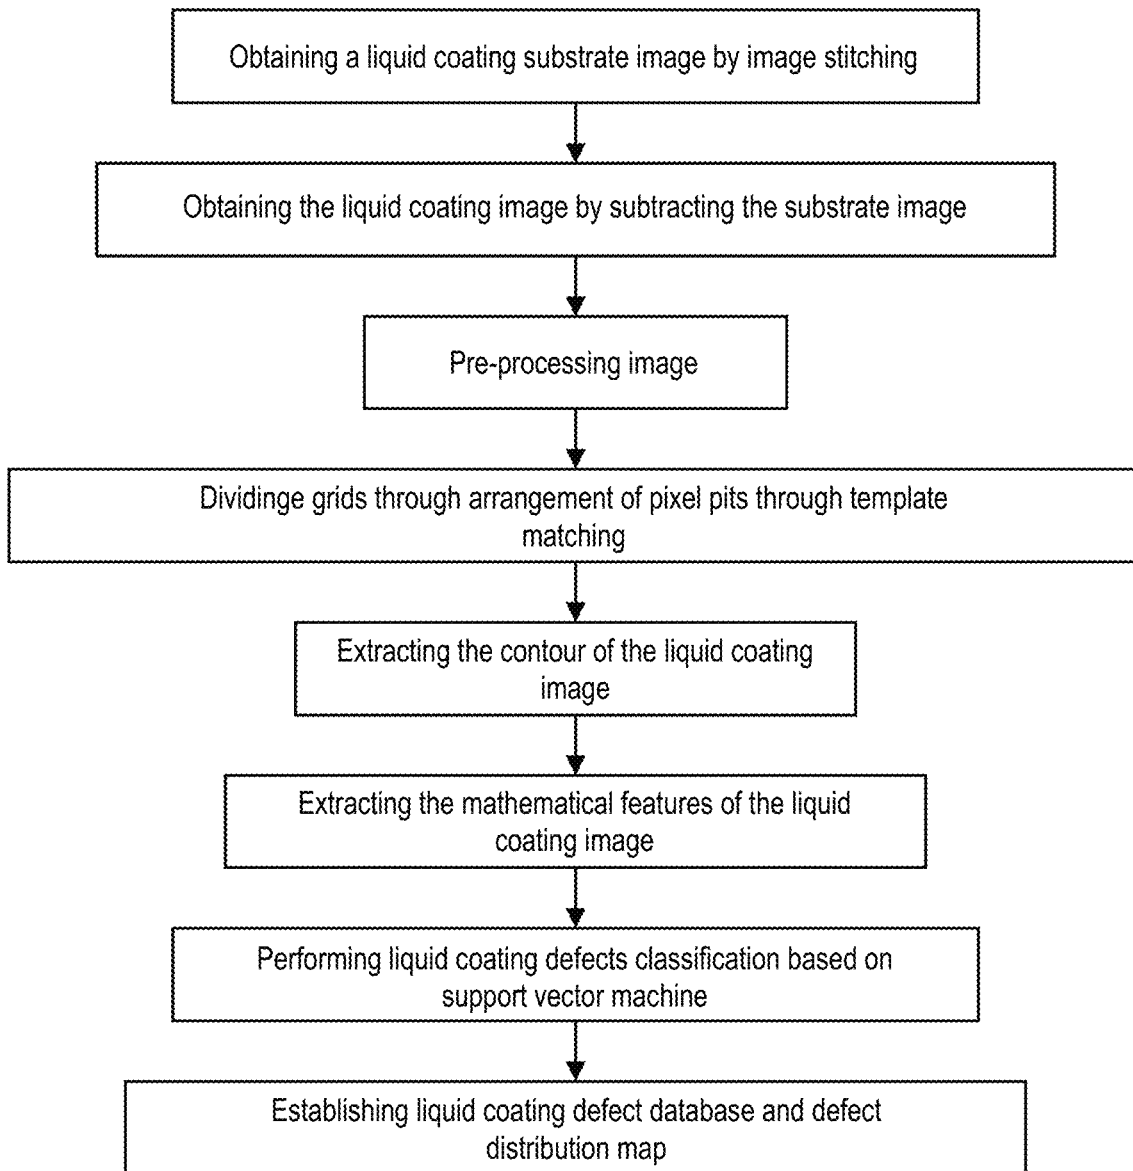 Obtaining a liquid coating substrate image by image stitching
Obtaining the liquid coating image by subtracting the substrate image
Pre-processing image
Dividinge grids through arrangement of pixel pits through template
matching
Extracting the contour of the liquid coating
image
Extracting the mathematical features of the liquid
coating image
Performing liquid coating defects classification based on
support vector machine
Establishing liquid coating defect database and defect
distribution map